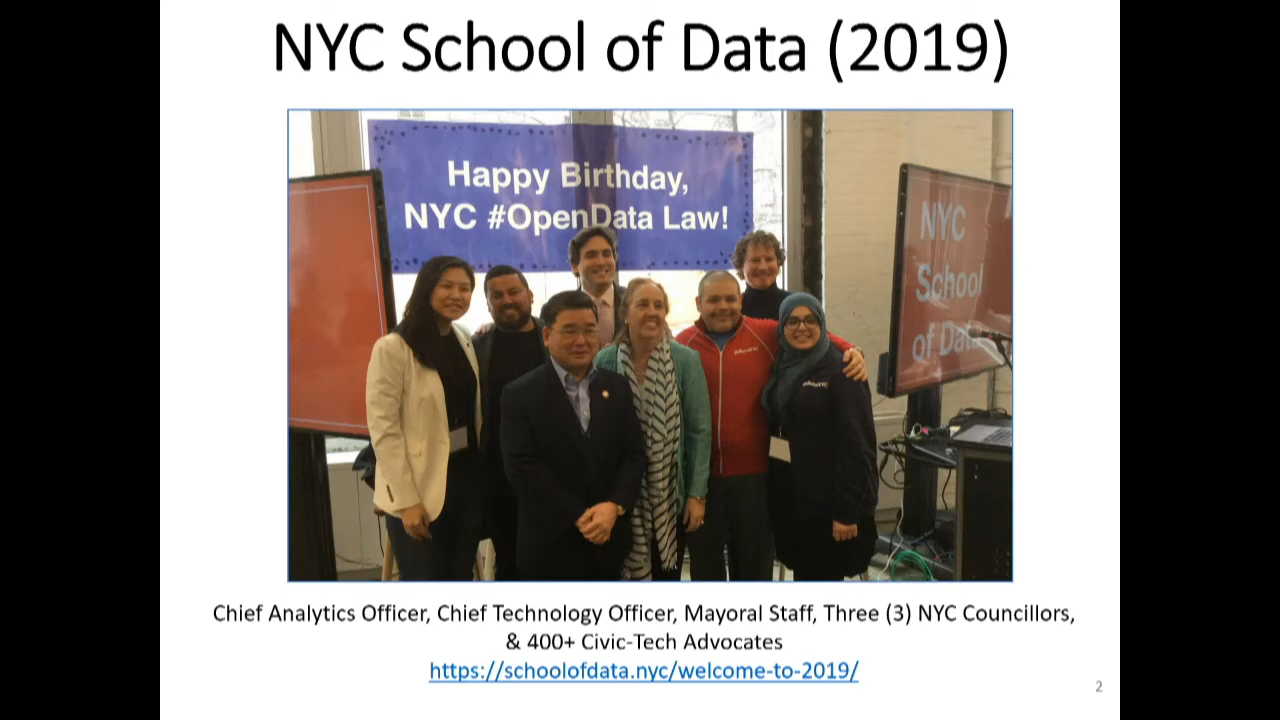 NYC School of Data (2019)
Happy Birthday,
NYC #OpenData Law!
NYC
School
of Data
Chief Analytics Officer, Chief Technology Officer, Mayoral Staff, Three (3) NYC Councillors,
& 400+ Civic-Tech Advocates
https://schoolofdata.nyc/welcome-to-2019/
2